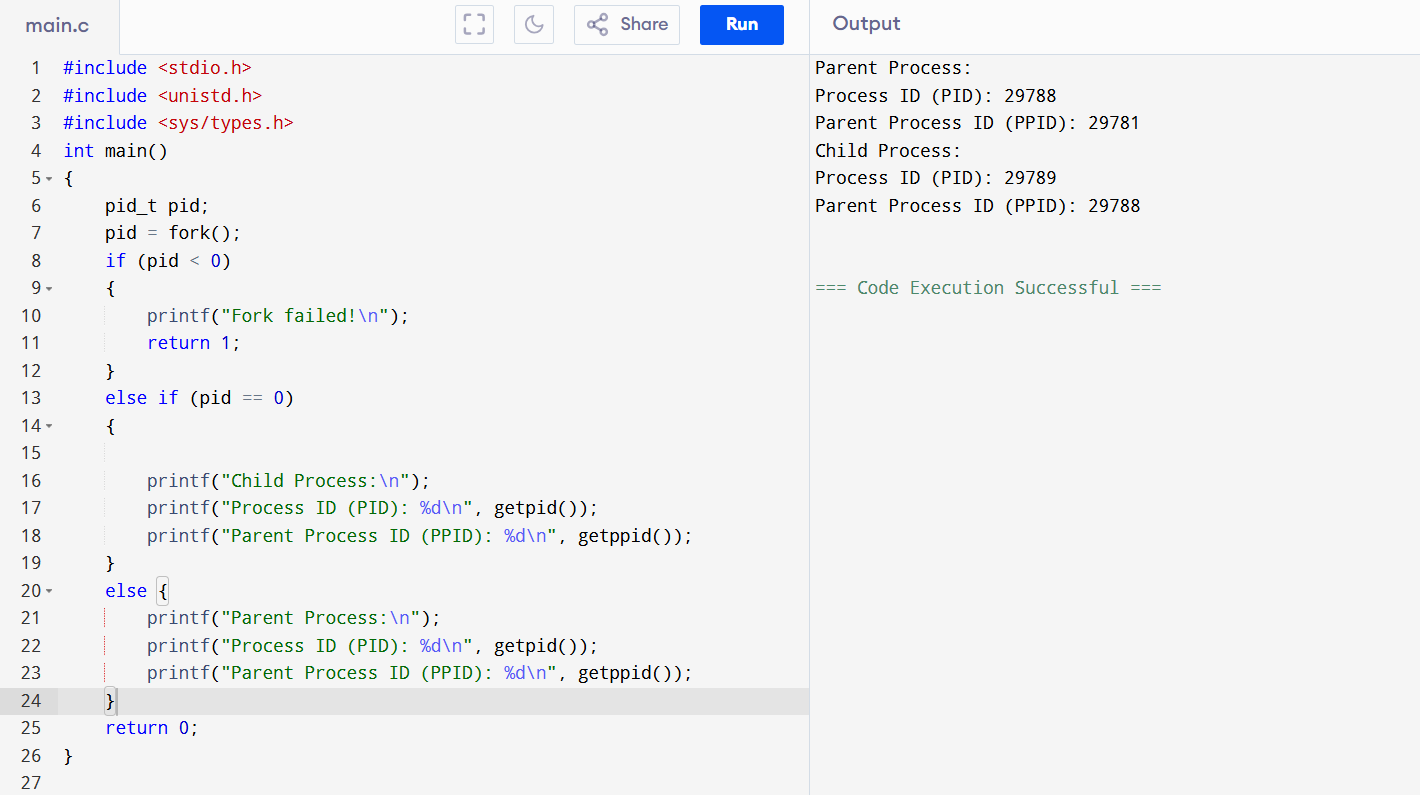 main.c
Share
Run
Output
1 #include <stdio.h>
2 #include <unistd.h>
3 #include <sys/types.h>
4 int main()
5 {
6     pid_t pid;
7     pid = fork();
8     if (pid < 0)
9     {
10         printf("Fork failed!\n");
11         return 1;
12     }
13     else if (pid == 0)
14     {
15
16         printf("Child Process:\n");
17         printf("Process ID (PID): %d\n", getpid());
18         printf("Parent Process ID (PPID): %d\n", getppid());
19     }
20     else {
21         printf("Parent Process:\n");
22         printf("Process ID (PID): %d\n", getpid());
23         printf("Parent Process ID (PPID): %d\n", getppid());
24     }
25     return 0;
26 }
27
Parent Process:
Process ID (PID): 29788
Parent Process ID (PPID): 29781
Child Process:
Process ID (PID): 29789
Parent Process ID (PPID): 29788
=== Code Execution Successful ===